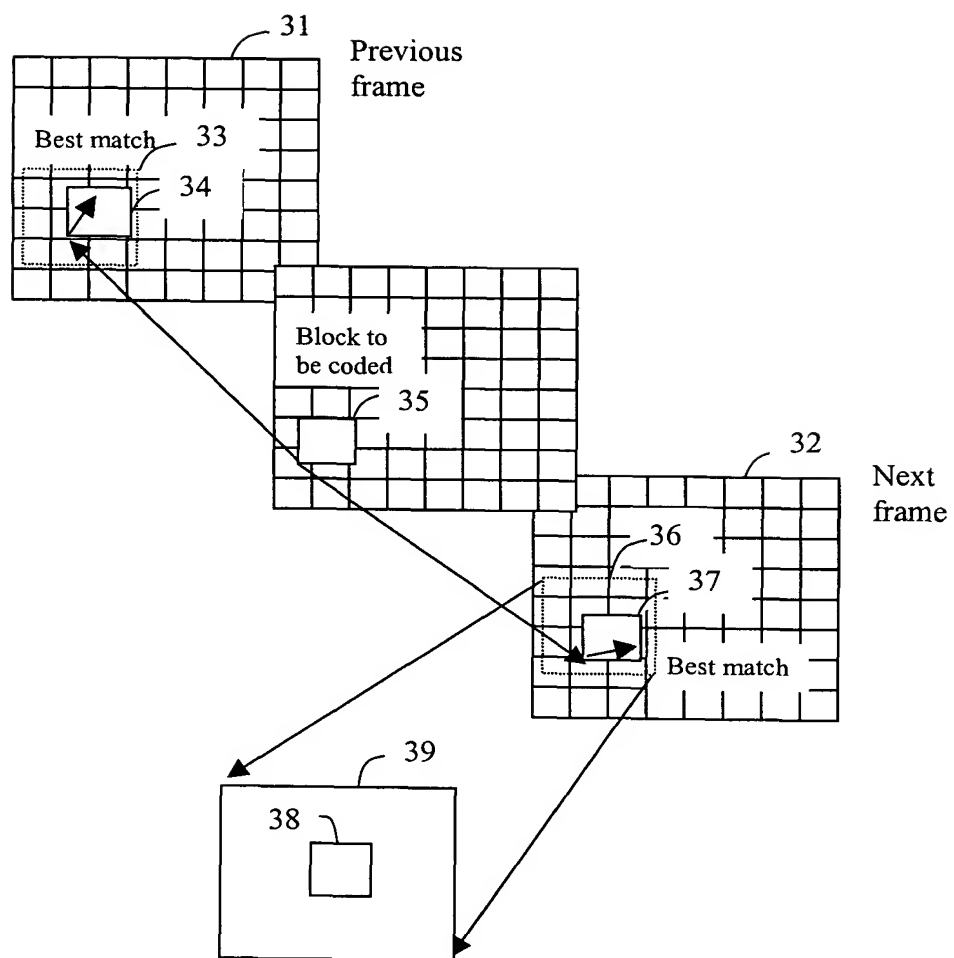 31
Previous
frame
Best match
33
34
Block to
be coded
35
32
Next
frame
36
37
Best match
39
38